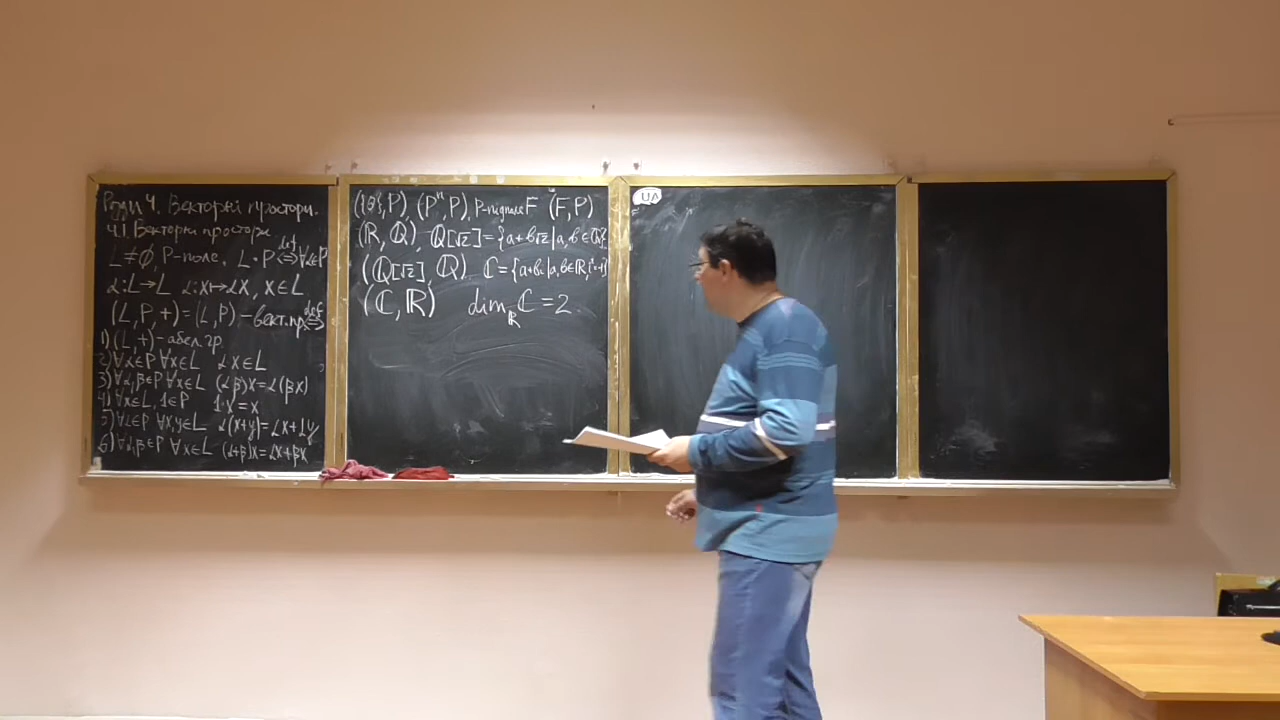 Розділ 4. Векторні простори.
4.1. Векторні простори
L ≠ ∅, P-поле, L · P ⇔def ∀α∈P
α: L→L α: x↦αx, x∈L
(L, P, +) = (L, P) - вект.пр. ⇔def
1) (L, +) - абел. гр.
2) ∀α∈P ∀x∈L αx∈L
3) ∀α,β∈P ∀x∈L (αβ)x = α(βx)
4) ∀x∈L, 1∈P 1·x = x
5) ∀α∈P ∀x,y∈L α(x+y) = αx+αy
6) ∀α,β∈P ∀x∈L (α+β)x = αx+βx
({θ}, P), (Pⁿ, P), P-підполе F (F, P)
(ℝ, ℚ), ℚ[√2] = {a+b√2 | a, b ∈ ℚ}
(ℚ[√2], ℚ) ℂ = {a+bi | a, b∈ℝ, i²=-1}
(ℂ, ℝ) dim_ℝ ℂ = 2.
UA